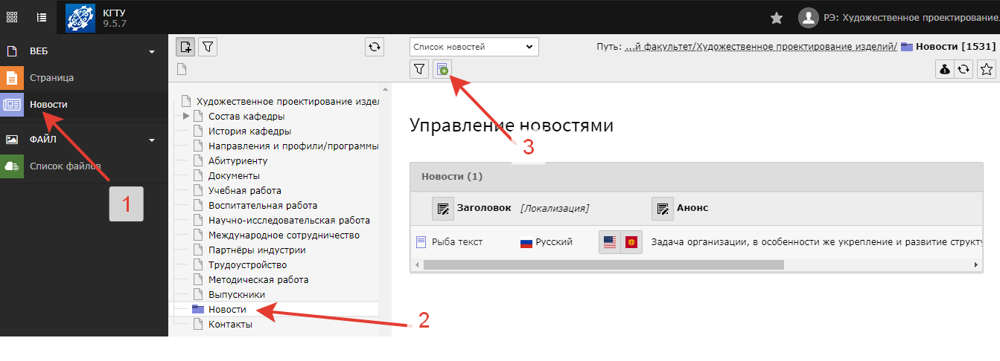 КГТУ
9.5.7
РЭ: Художественное проектирование
ВЕБ
Страница
Новости
ФАЙЛ
Список файлов
1
Художественное проектирование издел
Состав кафедры
История кафедры
Направления и профили/программы
Абитуриенту
Документы
Учебная работа
Воспитательная работа
Научно-исследовательская работа
Международное сотрудничество
Партнёры индустрии
Трудоустройство
Методическая работа
Выпускники
Новости
Контакты
2
Список новостей
Путь: ...й факультет/Художественное проектирование изделий/ Новости [1531]
Управление новостями
3
Новости (1)
Заголовок [Локализация] Анонс
Рыба текст Русский Задача организации, в особенности же укрепление и развитие структу